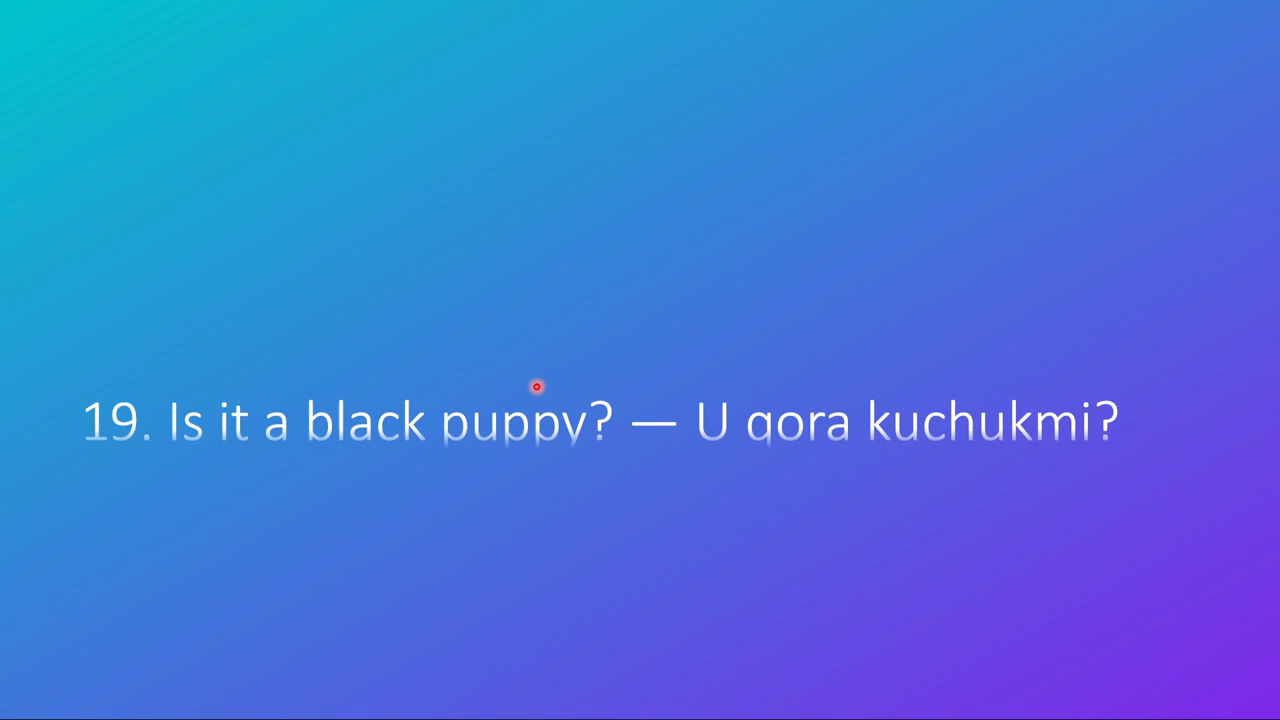 19. Is it a black puppy? — U qora kuchukmi?